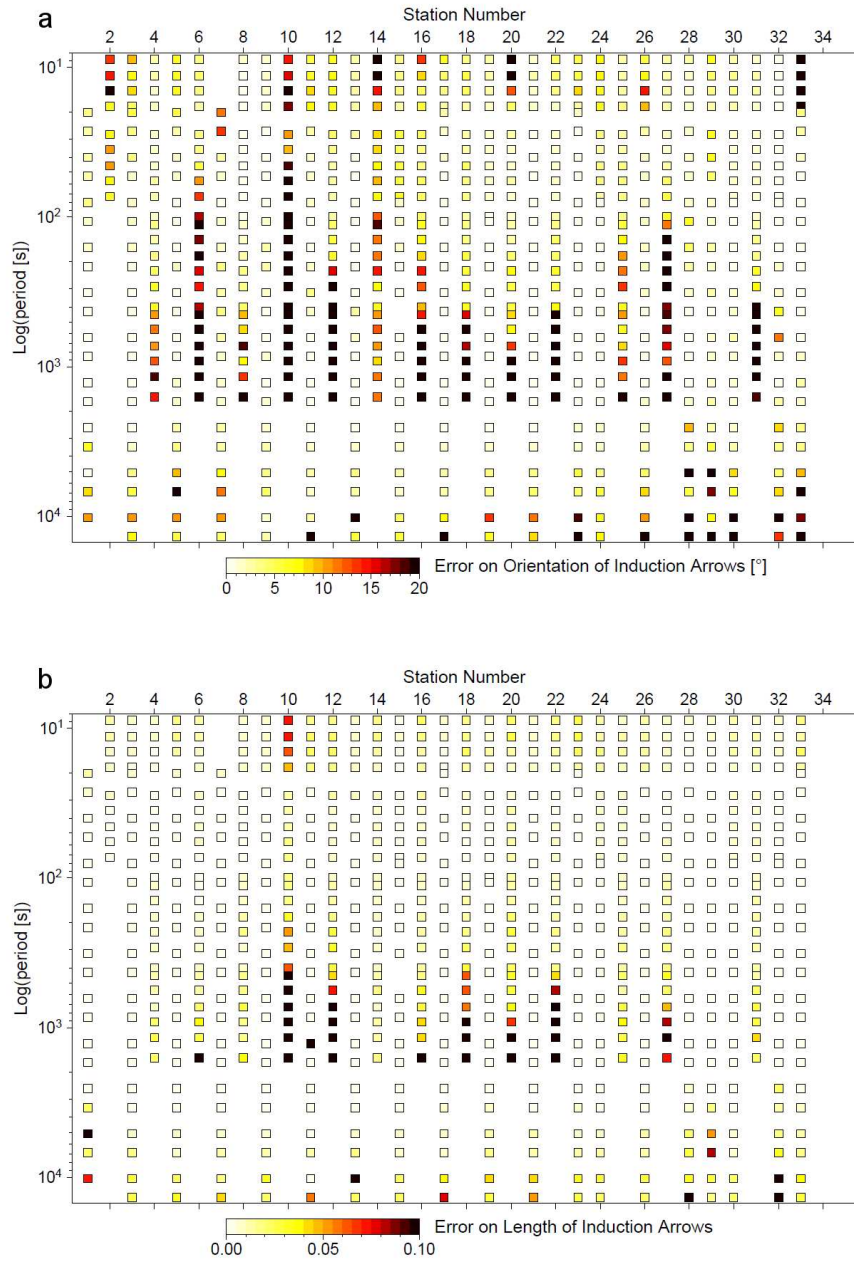 a
Station Number
2 4 6 8 10 12 14 16 18 20 22 24 26 28 30 32 34
10¹
10²
Log(period [s])
10³
10⁴
0 5 10 15 20
Error on Orientation of Induction Arrows [°]
b
Station Number
2 4 6 8 10 12 14 16 18 20 22 24 26 28 30 32 34
10¹
10²
Log(period [s])
10³
10⁴
0.00 0.05 0.10
Error on Length of Induction Arrows